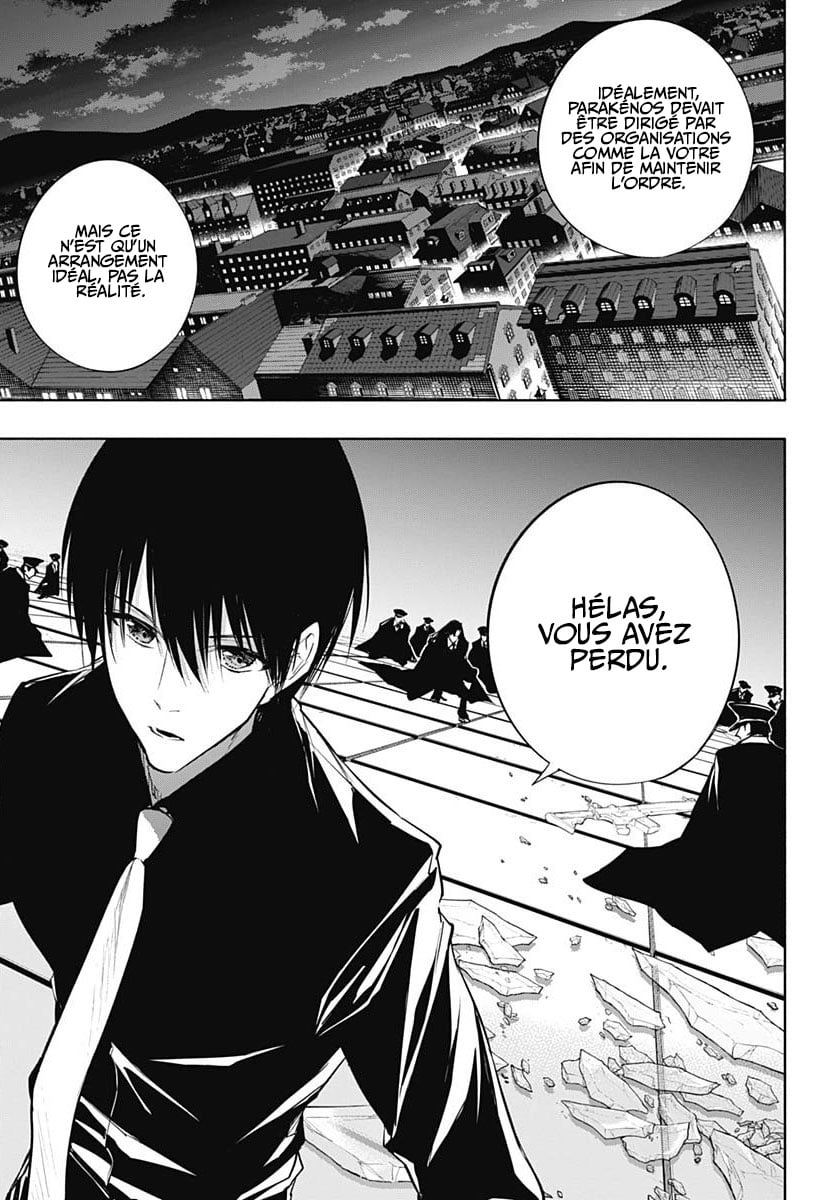 IDÉALEMENT,
PARAKÉNOS DEVAIT
ÊTRE DIRIGÉ PAR
DES ORGANISATIONS
COMME LA VOTRE
AFIN DE MAINTENIR
L'ORDRE.
MAIS CE
N'EST QU'UN
ARRANGEMENT
IDÉAL, PAS LA
RÉALITÉ.
HÉLAS,
VOUS AVEZ
PERDU.